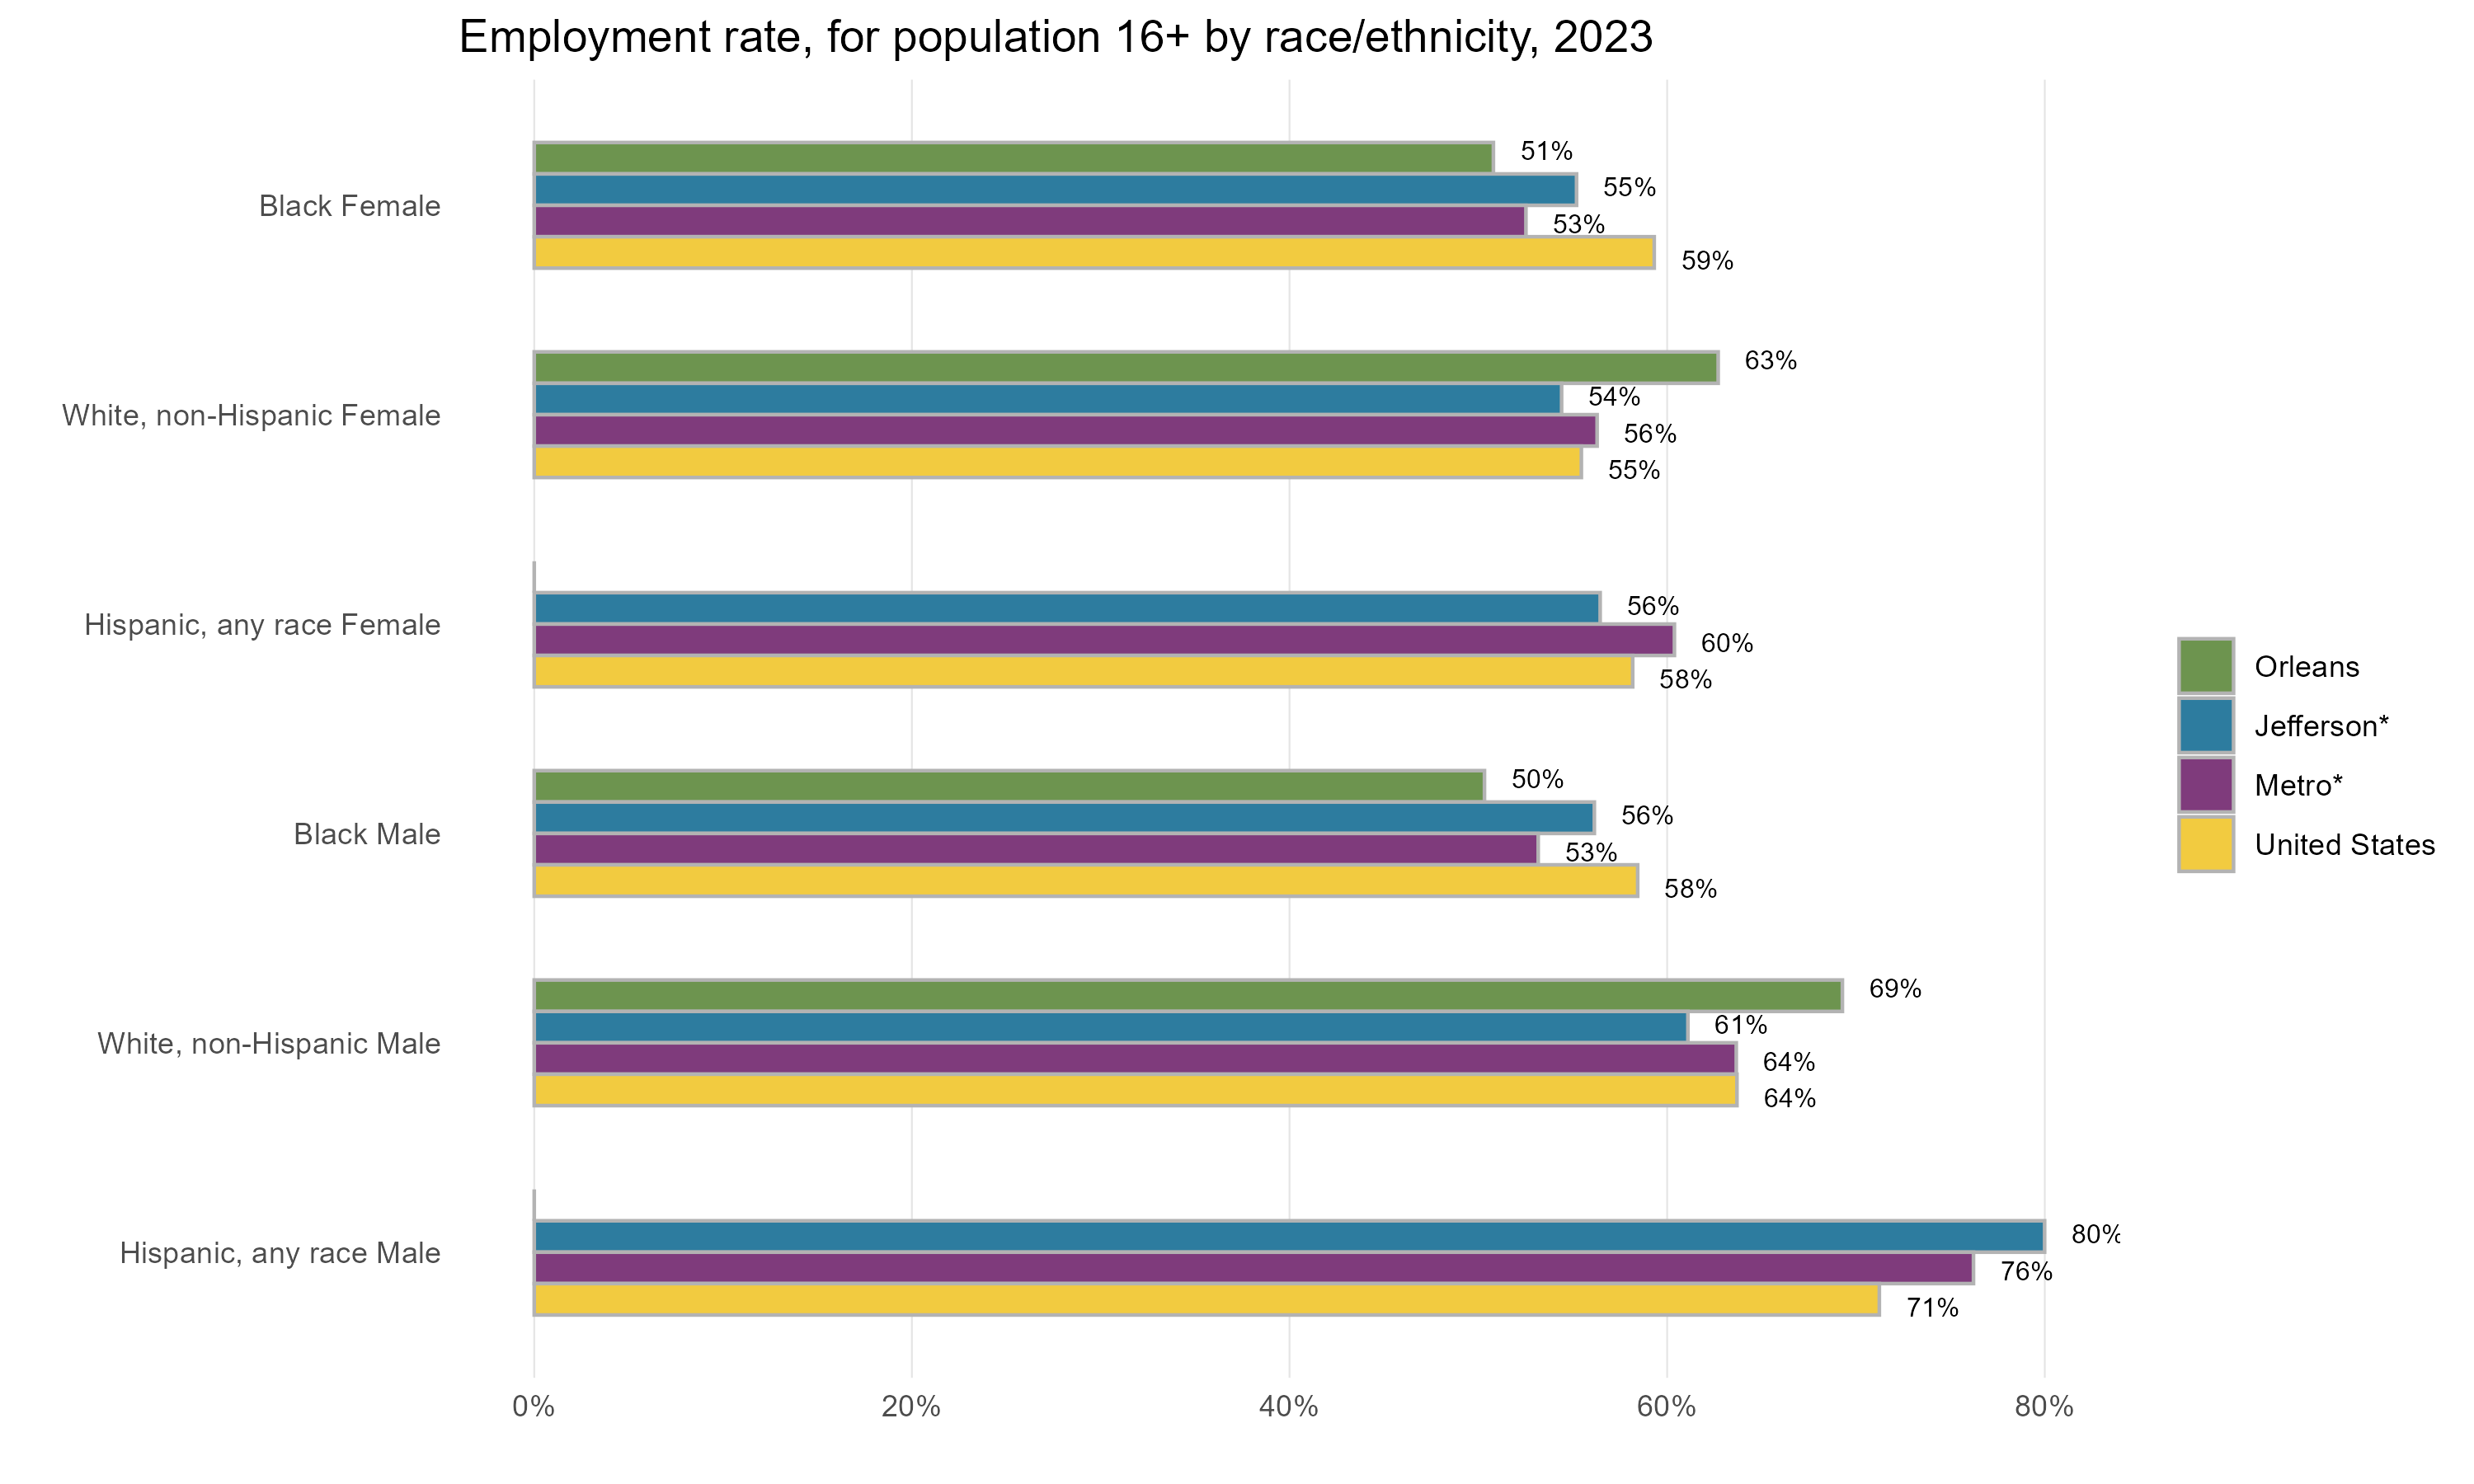 Employment rate, for population 16+ by race/ethnicity, 2023
Black Female
51%
55%
53%
59%
White, non-Hispanic Female
63%
54%
56%
55%
Hispanic, any race Female
56%
60%
58%
Black Male
50%
56%
53%
58%
White, non-Hispanic Male
69%
61%
64%
64%
Hispanic, any race Male
80%
76%
71%
0% 20% 40% 60% 80%
Orleans
Jefferson*
Metro*
United States